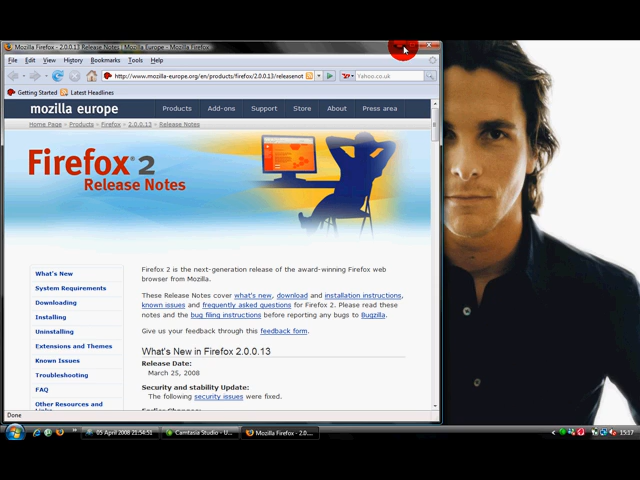 Mozilla Firefox - 2.0.0.13 Release Notes | Mozilla Europe - Mozilla Firefox
File Edit View History Bookmarks Tools Help
http://www.mozilla-europe.org/en/products/firefox/2.0.0.13/releasenot
Yahoo.co.uk
Getting Started Latest Headlines
mozilla europe Products Add-ons Support Store About Press area
Home Page » Products » Firefox » 2.0.0.13 » Release Notes
Firefox® 2
Release Notes
What's New
System Requirements
Downloading
Installing
Uninstalling
Extensions and Themes
Known Issues
Troubleshooting
FAQ
Other Resources and
Links
Firefox 2 is the next-generation release of the award-winning Firefox web
browser from Mozilla.
These Release Notes cover what's new, download and installation instructions,
known issues and frequently asked questions for Firefox 2. Please read these
notes and the bug filing instructions before reporting any bugs to Bugzilla.
Give us your feedback through this feedback form.
What's New in Firefox 2.0.0.13
Release Date:
March 25, 2008
Security and stability Update:
The following security issues were fixed.
Earlier Changes:
Done
05 April 2008 21:54:51
Camtasia Studio - U...
Mozilla Firefox - 2.0....
15:17